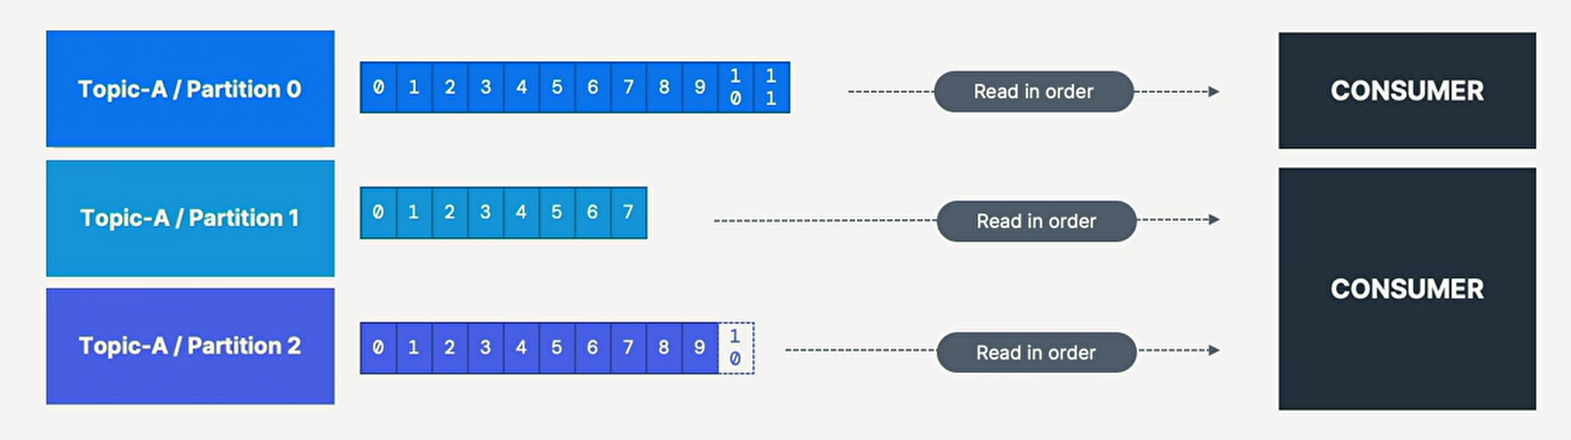 Topic-A / Partition 0
0 1 2 3 4 5 6 7 8 9 10 11
Read in order
CONSUMER
Topic-A / Partition 1
0 1 2 3 4 5 6 7
Read in order
CONSUMER
Topic-A / Partition 2
0 1 2 3 4 5 6 7 8 9 10
Read in order